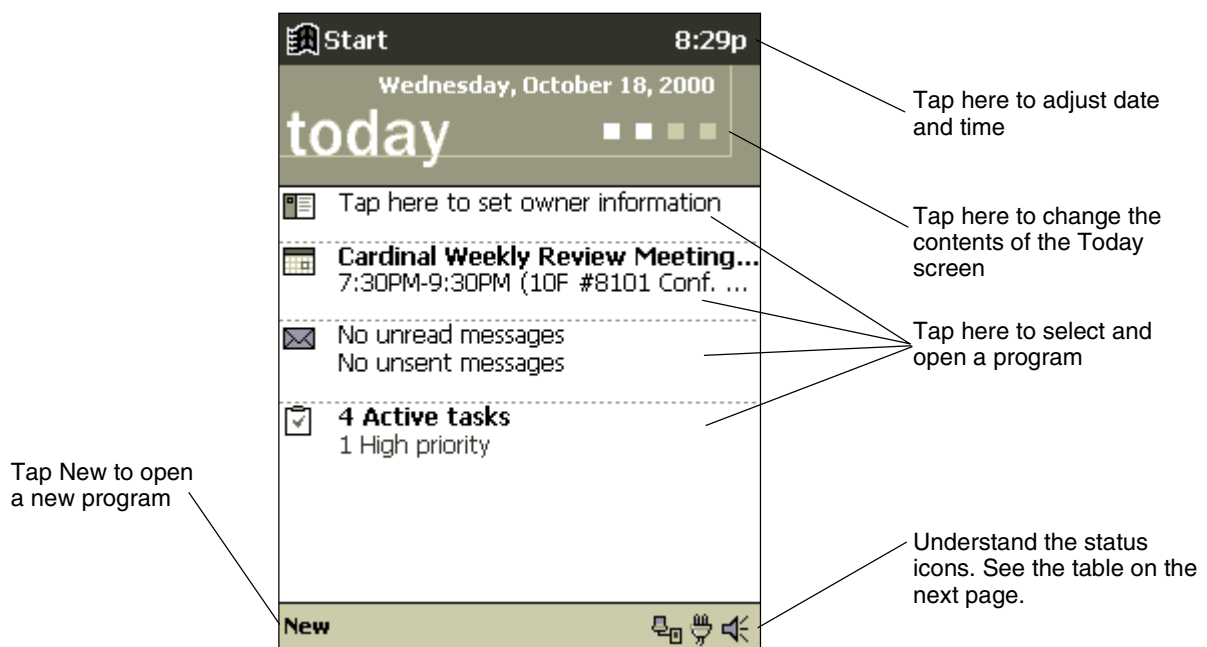 Start 8:29p
Wednesday, October 18, 2000
today
Tap here to set owner information
Cardinal Weekly Review Meeting...
7:30PM-9:30PM (10F #8101 Conf. ...
No unread messages
No unsent messages
4 Active tasks
1 High priority
New
Tap here to adjust date
and time
Tap here to change the
contents of the Today
screen
Tap here to select and
open a program
Tap New to open
a new program
Understand the status
icons. See the table on the
next page.